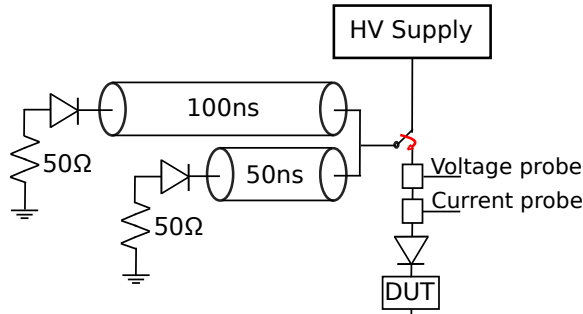 HV Supply
100ns
50Ω
50ns
50Ω
Voltage probe
Current probe
DUT